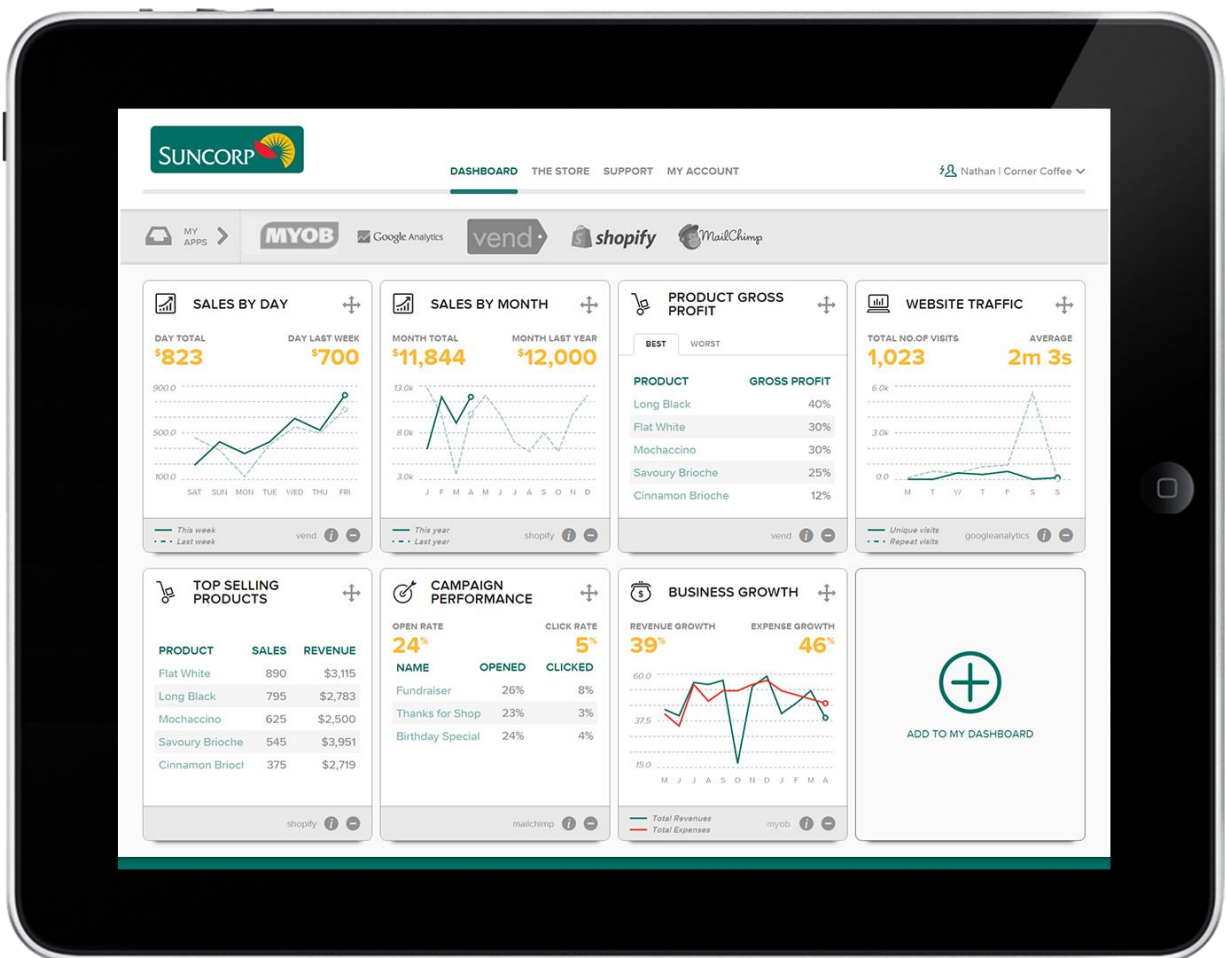 SUNCORP
DASHBOARD THE STORE SUPPORT MY ACCOUNT
Nathan | Corner Coffee
MY APPS
MYOB
Google Analytics
vend
shopify
MailChimp
SALES BY DAY
DAY TOTAL DAY LAST WEEK
$823 $700
900.0
500.0
100.0
SAT SUN MON TUE WED THU FRI
This week
Last week
vend
SALES BY MONTH
MONTH TOTAL MONTH LAST YEAR
$11,844 $12,000
13.0k
8.0k
3.0k
J F M A M J J A S O N D
This year
Last year
shopify
PRODUCT GROSS
PROFIT
BEST WORST
PRODUCT GROSS PROFIT
Long Black 40%
Flat White 30%
Mochaccino 30%
Savoury Brioche 25%
Cinnamon Brioche 12%
vend
WEBSITE TRAFFIC
TOTAL NO.OF VISITS AVERAGE
1,023 2m 3s
6.0k
3.0k
0.0
M T W T F S S
Unique visits
Repeat visits
googleanalytics
TOP SELLING
PRODUCTS
PRODUCT SALES REVENUE
Flat White 890 $3,115
Long Black 795 $2,783
Mochaccino 625 $2,500
Savoury Brioche 545 $3,951
Cinnamon Brioct 375 $2,719
shopify
CAMPAIGN
PERFORMANCE
OPEN RATE CLICK RATE
24% 5%
NAME OPENED CLICKED
Fundraiser 26% 8%
Thanks for Shop 23% 3%
Birthday Special 24% 4%
mailchimp
BUSINESS GROWTH
REVENUE GROWTH EXPENSE GROWTH
39% 46%
60.0
37.5
15.0
M J J A S O N D J F M A
Total Revenues
Total Expenses
myob
ADD TO MY DASHBOARD